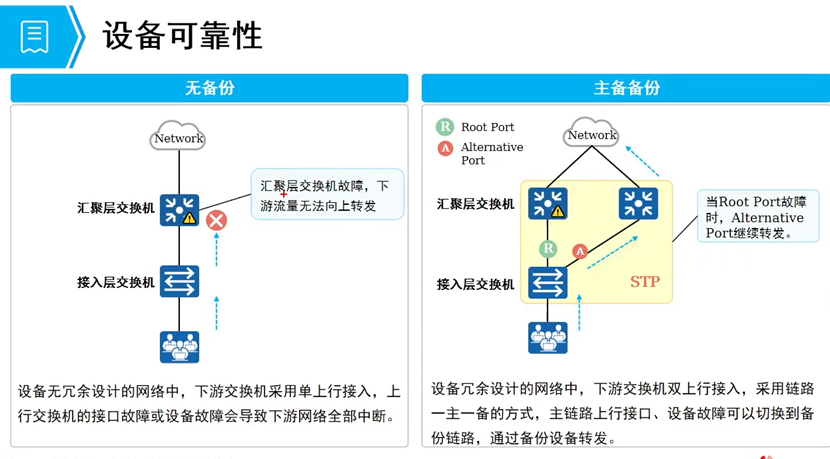 设备可靠性
无备份
Network
汇聚层交换机
汇聚层交换机故障，下
游流量无法向上转发
接入层交换机
设备无冗余设计的网络中，下游交换机采用单上行接入，上
行交换机的接口故障或设备故障会导致下游网络全部中断。
主备备份
R Root Port
A Alternative
Port
Network
汇聚层交换机
当Root Port故障
时，Alternative
Port继续转发。
R
A
接入层交换机
STP
设备冗余设计的网络中，下游交换机双上行接入，采用链路
一主一备的方式，主链路上行接口、设备故障可以切换到备
份链路，通过备份设备转发。